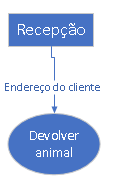 Recepção
Endereço do cliente
Devolver
animal